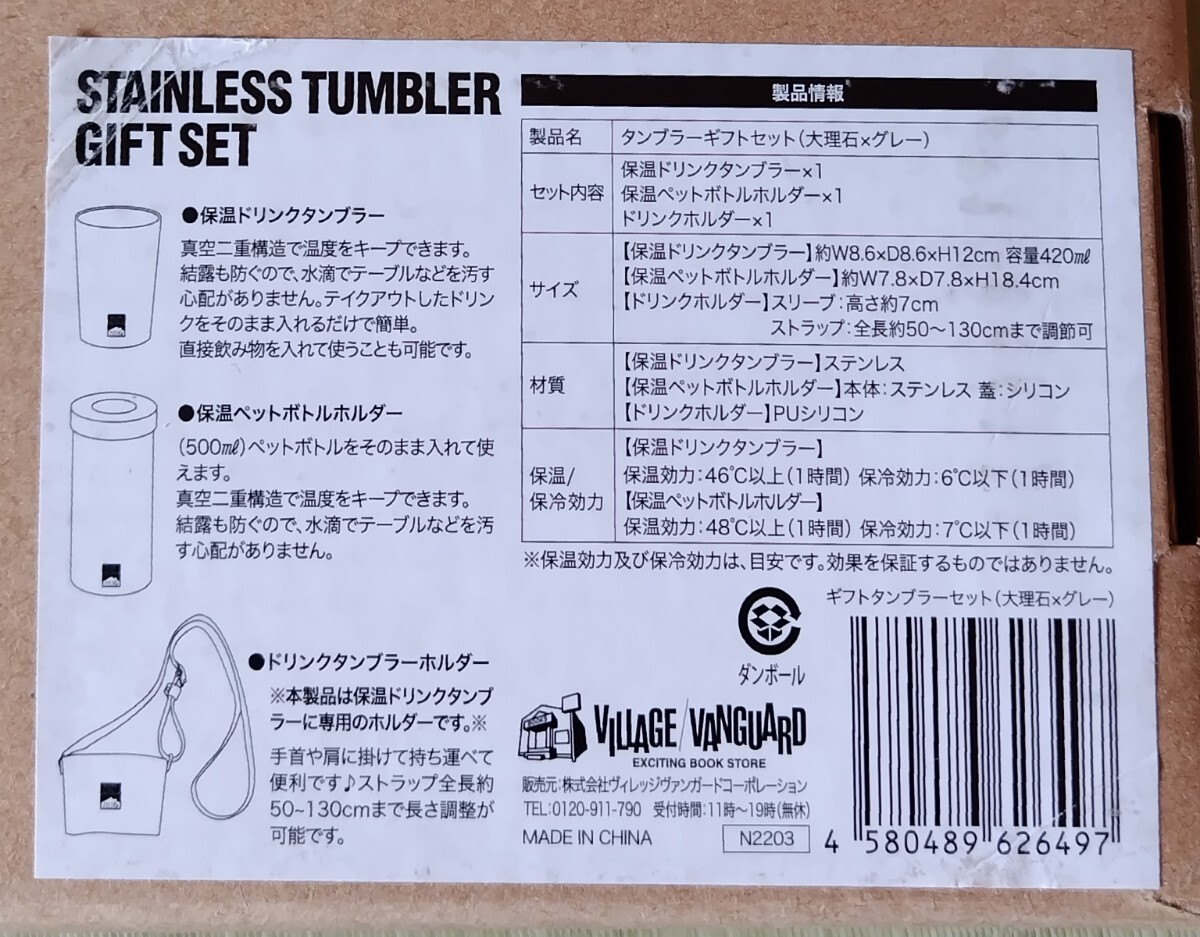 STAINLESS TUMBLER
GIFT SET
●保温ドリンクタンブラー
真空二重構造で温度をキープできます。
結露も防ぐので、水滴でテーブルなどを汚す
心配がありません。テイクアウトしたドリン
クをそのまま入れるだけで簡単。
直接飲み物を入れて使うことも可能です。
●保温ペットボトルホルダー
(500㎖)ペットボトルをそのまま入れて使
えます。
真空二重構造で温度をキープできます。
結露も防ぐので、水滴でテーブルなどを汚
す心配がありません。
●ドリンクタンブラーホルダー
※本製品は保温ドリンクタンブ
ラーに専用のホルダーです。※
手首や肩に掛けて持ち運べて
便利です♪ストラップ全長約
50~130cmまで長さ調整が
可能です。
製品情報
製品名 タンブラーギフトセット(大理石×グレー)
セット内容 保温ドリンクタンブラー×1
保温ペットボトルホルダー×1
ドリンクホルダー×1
サイズ 【保温ドリンクタンブラー】約W8.6×D8.6×H12cm 容量420㎖
【保温ペットボトルホルダー】約W7.8×D7.8×H18.4cm
【ドリンクホルダー】スリーブ:高さ約7cm
ストラップ:全長約50~130cmまで調節可
材質 【保温ドリンクタンブラー】ステンレス
【保温ペットボトルホルダー】本体:ステンレス 蓋:シリコン
【ドリンクホルダー】PUシリコン
保温/保冷効力 【保温ドリンクタンブラー】
保温効力:46℃以上(1時間) 保冷効力:6℃以下(1時間)
【保温ペットボトルホルダー】
保温効力:48℃以上(1時間) 保冷効力:7℃以下(1時間)
※保温効力及び保冷効力は、目安です。効果を保証するものではありません。
ダンボール
VILLAGE/VANGUARD
EXCITING BOOK STORE
販売元:株式会社ヴィレッジヴァンガードコーポレーション
TEL:0120-911-790 受付時間:11時~19時(無休)
MADE IN CHINA N2203
ギフトタンブラーセット(大理石×グレー)
4 580489 626497